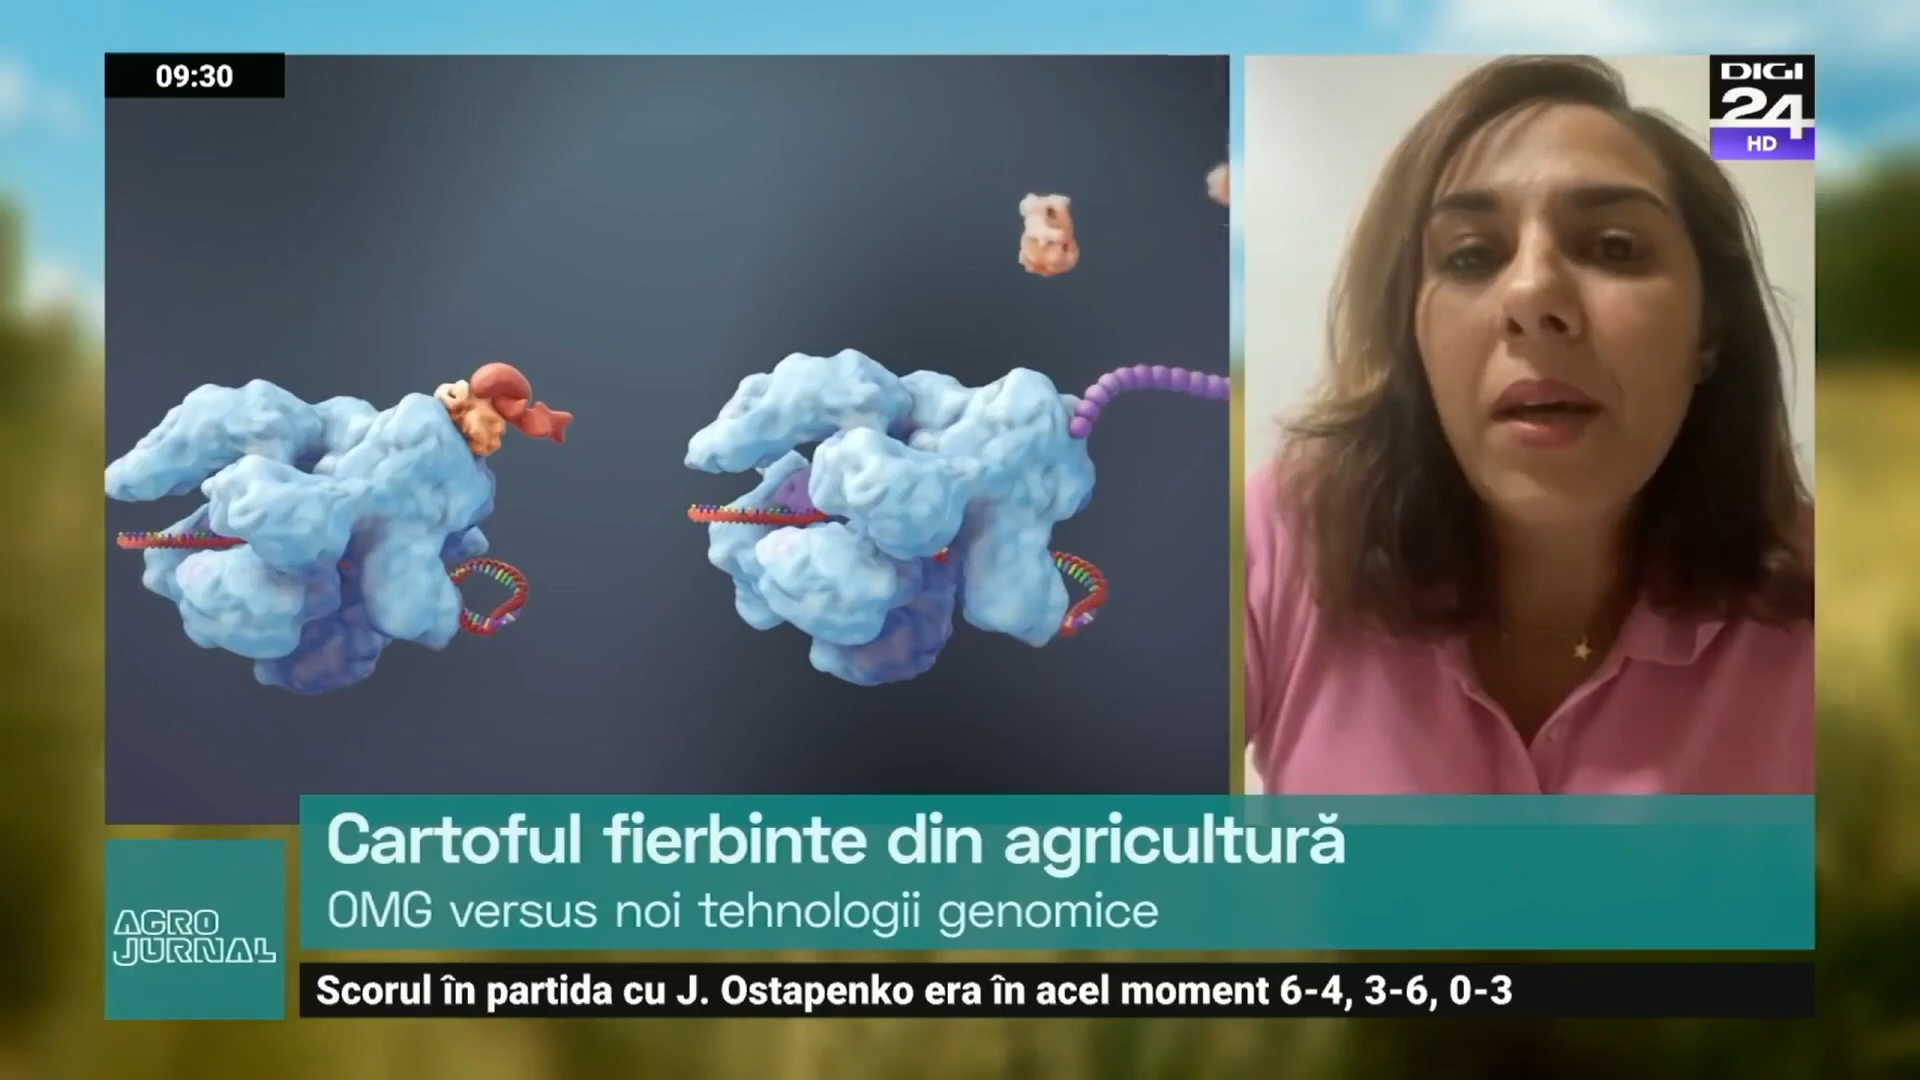 09:30
DIGI
24
HD
Cartoful fierbinte din agricultură
OMG versus noi tehnologii genomice
AGRO
JURNAL
Scorul în partida cu J. Ostapenko era în acel moment 6-4, 3-6, 0-3